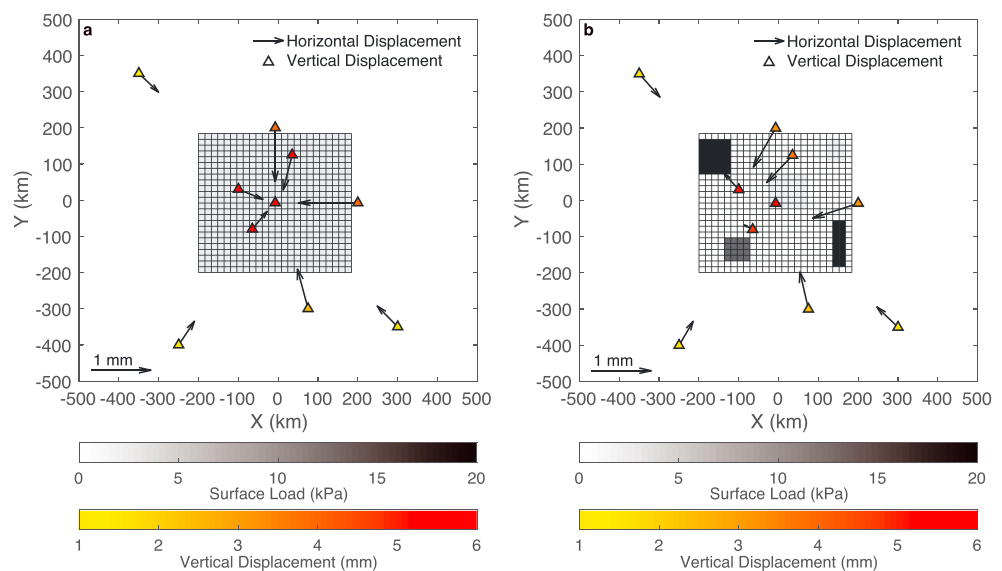 a
Horizontal Displacement
Vertical Displacement
500
400
300
200
100
0
-100
-200
-300
-400
-500
Y (km)
1 mm
-500 -400 -300 -200 -100 0 100 200 300 400 500
X (km)
0 5 10 15 20
Surface Load (kPa)
1 2 3 4 5 6
Vertical Displacement (mm)
b
Horizontal Displacement
Vertical Displacement
500
400
300
200
100
0
-100
-200
-300
-400
-500
Y (km)
1 mm
-500 -400 -300 -200 -100 0 100 200 300 400 500
X (km)
0 5 10 15 20
Surface Load (kPa)
1 2 3 4 5 6
Vertical Displacement (mm)